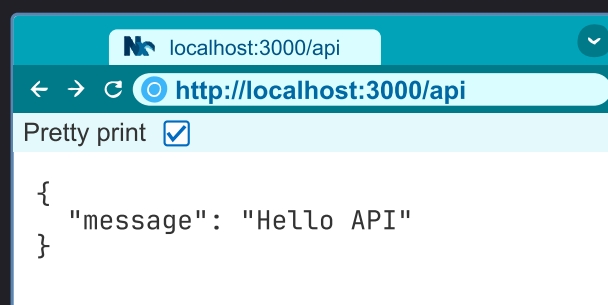 localhost:3000/api
http://localhost:3000/api
Pretty print
{
"message": "Hello API"
}